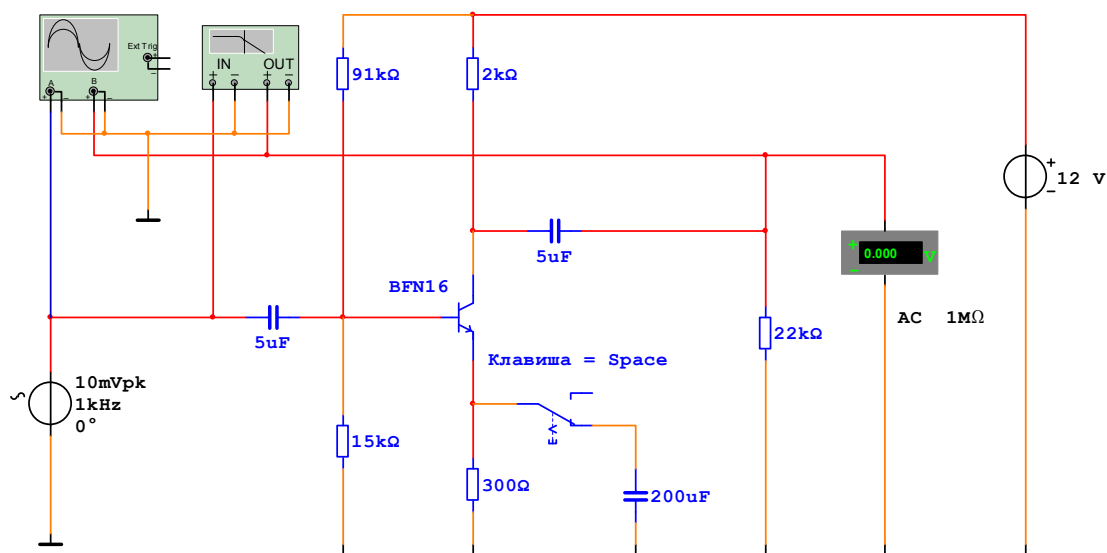 Ext Trig
+
−
A
B
+ −
+ −
IN
OUT
+ − + −
91kΩ
2kΩ
+
12 V
−
5uF
+
0.000
V
−
BFN16
AC 1MΩ
5uF
22kΩ
Клавиша = Space
10mVpk
1kHz
0°
15kΩ
300Ω
200uF